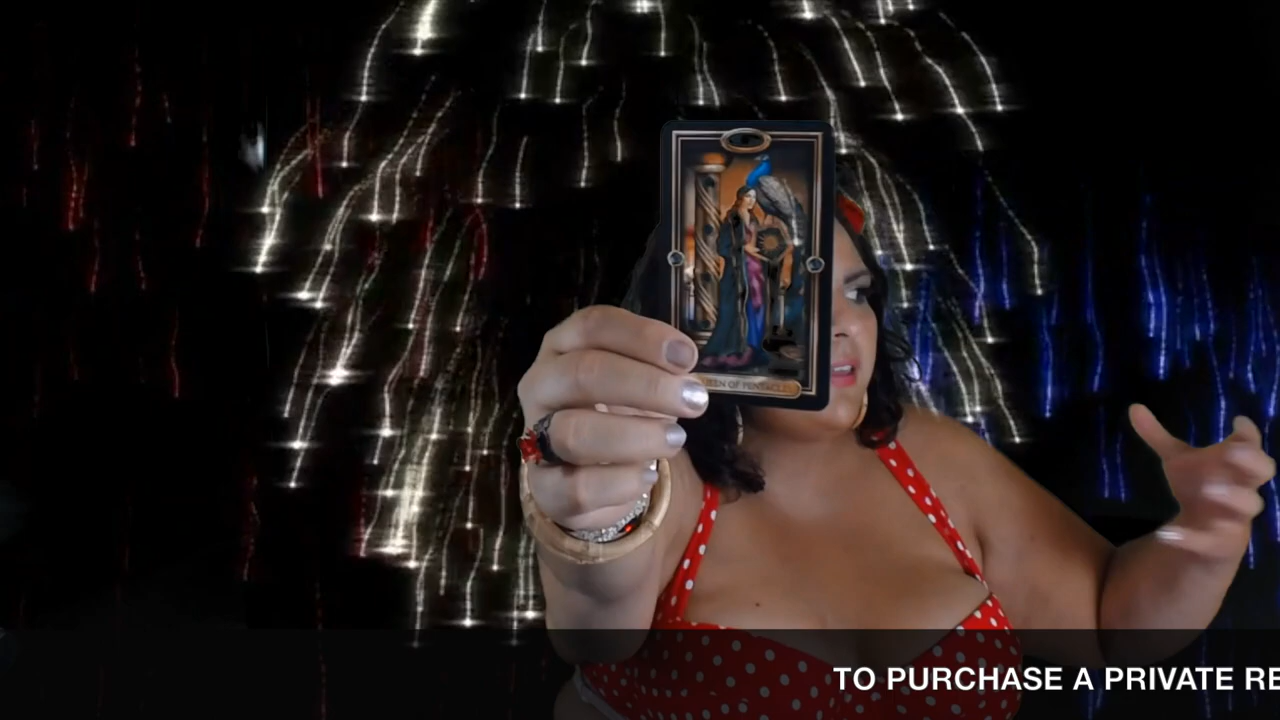 QUEEN OF PENTACLES
TO PURCHASE A PRIVATE RE